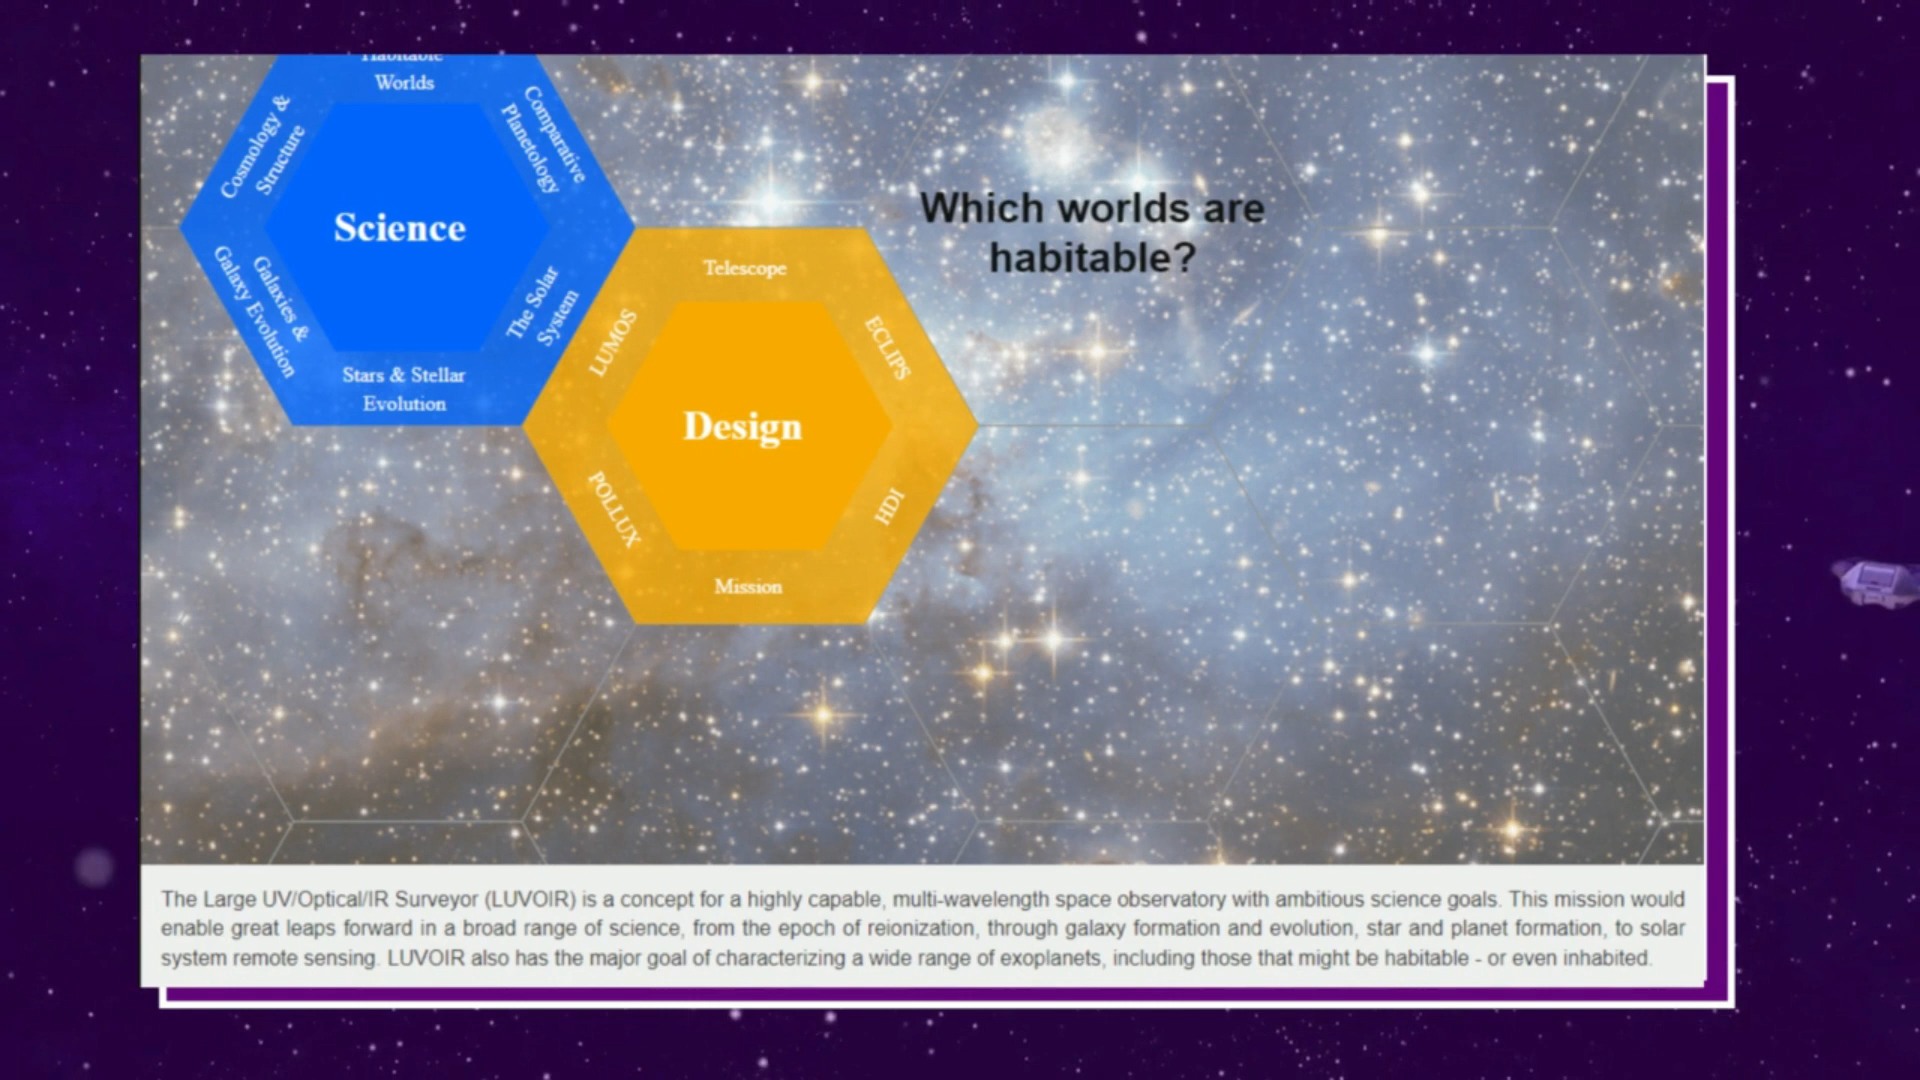 Habitable
Worlds
Comparative
Planetology
The Solar
System
Stars & Stellar
Evolution
Galaxies &
Galaxy Evolution
Cosmology &
Structure
Science
Telescope
ECLIPS
HDI
Mission
POLLUX
LUMOS
Design
Which worlds are
habitable?
The Large UV/Optical/IR Surveyor (LUVOIR) is a concept for a highly capable, multi-wavelength space observatory with ambitious science goals. This mission would
enable great leaps forward in a broad range of science, from the epoch of reionization, through galaxy formation and evolution, star and planet formation, to solar
system remote sensing. LUVOIR also has the major goal of characterizing a wide range of exoplanets, including those that might be habitable - or even inhabited.